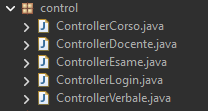 control
ControllerCorso.java
ControllerDocente.java
ControllerEsame.java
ControllerLogin.java
ControllerVerbale.java